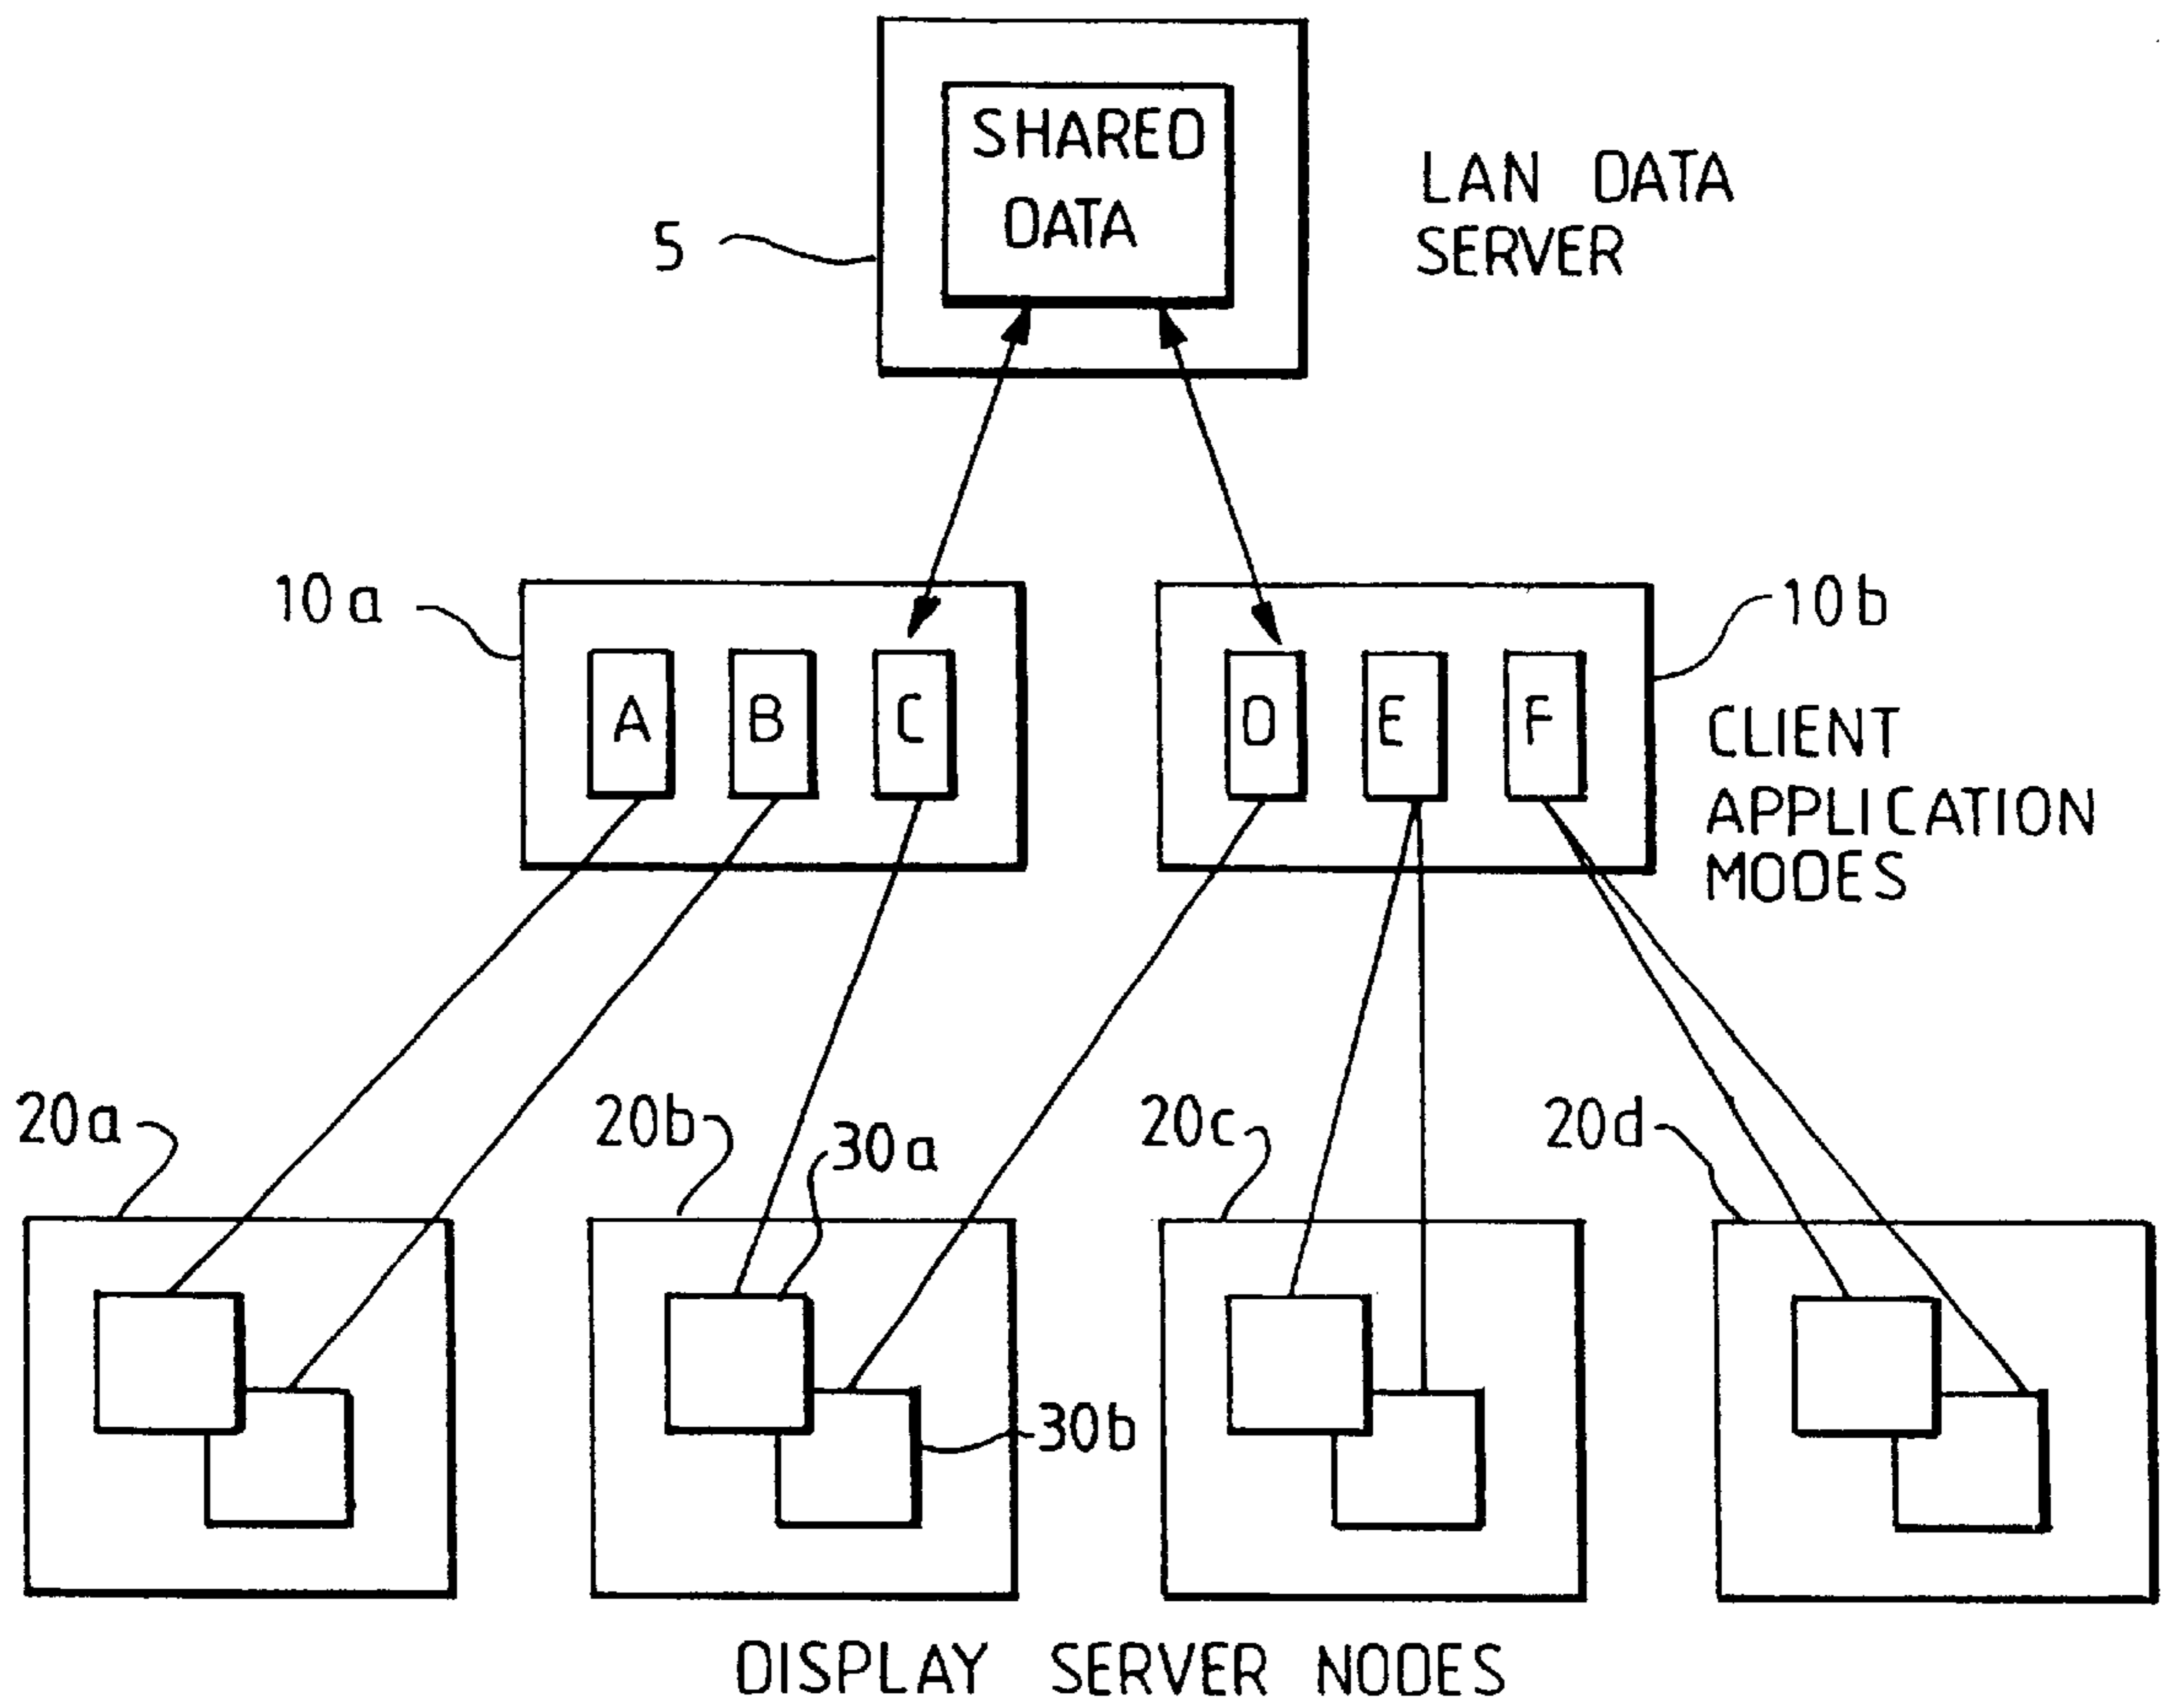 SHARED
DATA
LAN DATA
SERVER
5
10a
10b
A
B
C
D
E
F
CLIENT
APPLICATION
MODES
20a
20b
30a
20c
20d
30b
DISPLAY SERVER NODES